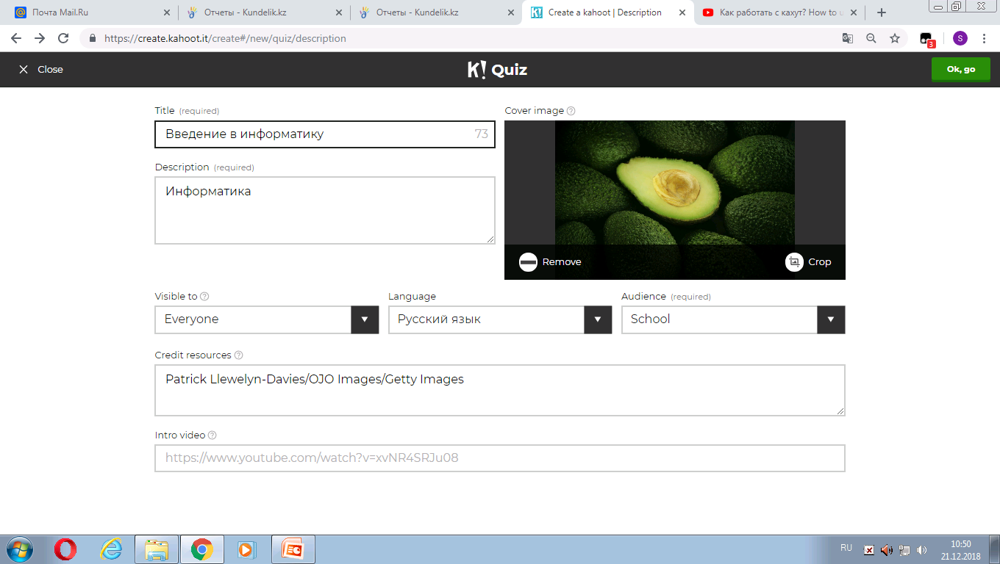 Почта Mail.Ru
Отчеты - Kundelik.kz
Отчеты - Kundelik.kz
Create a kahoot | Description
Как работать с кахут? How to u
https://create.kahoot.it/create#/new/quiz/description
3
S
Close
K! Quiz
Ok, go
Title (required)
Введение в информатику
73
Description (required)
Информатика
Cover image
Remove
Crop
Visible to
Everyone
Language
Русский язык
Audience (required)
School
Credit resources
Patrick Llewelyn-Davies/OJO Images/Getty Images
Intro video
https://www.youtube.com/watch?v=xvNR4SRJu08
RU
10:50
21.12.2018